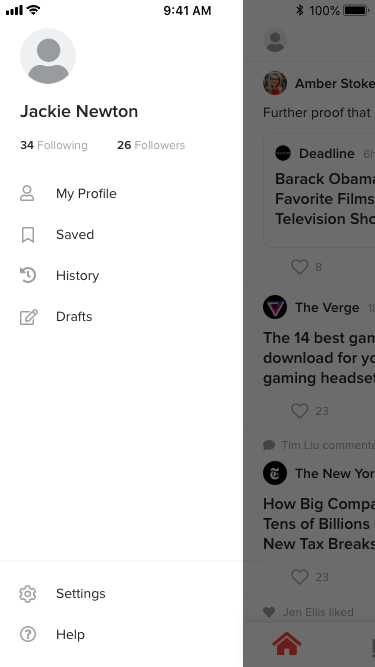 9:41 AM
100%
Jackie Newton
34 Following 26 Followers
My Profile
Saved
History
Drafts
Settings
Help
Amber Stoke
Further proof that
Deadline 6h
Barack Obama
Favorite Films
Television Sho
8
The Verge 18
The 14 best gam
download for yo
gaming headset
23
Tim Liu commente
The New Yor
How Big Compa
Tens of Billions
New Tax Breaks
23
Jen Ellis liked